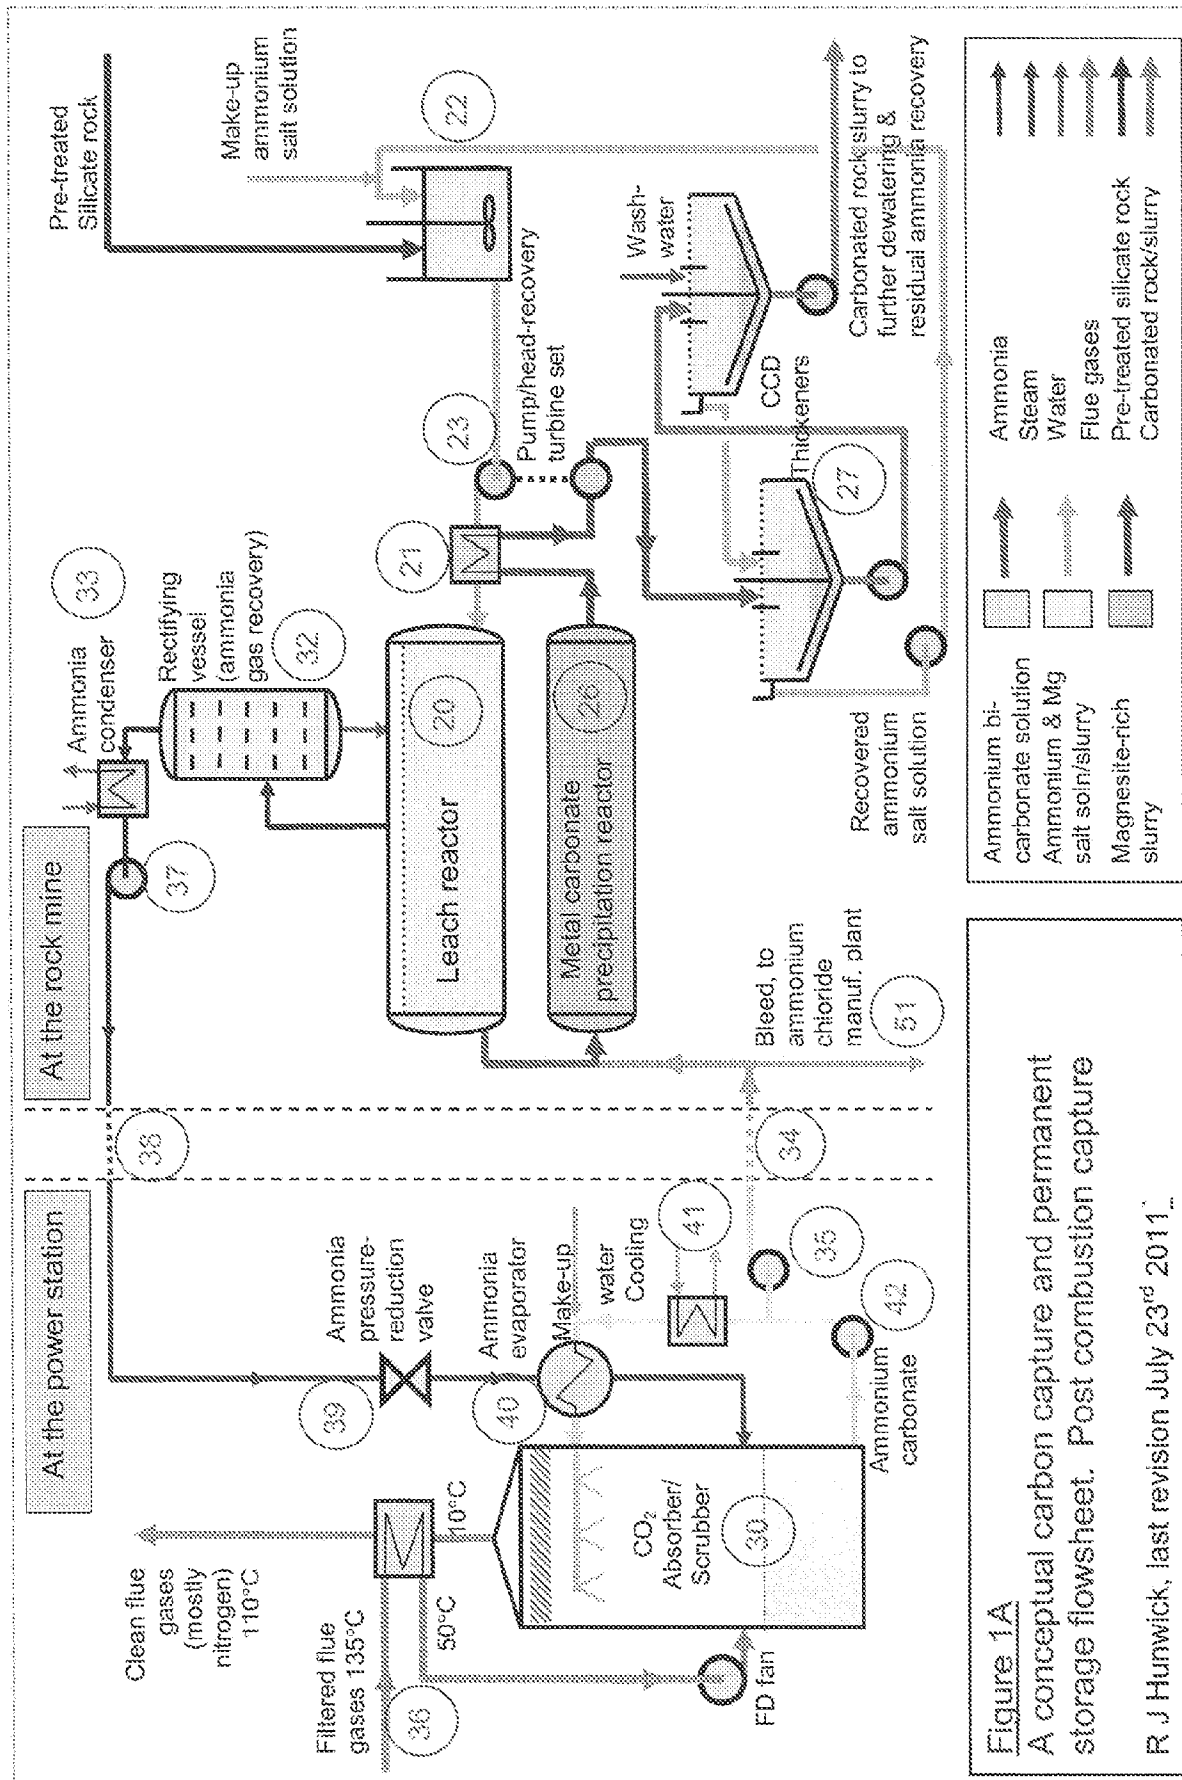 At the power station
At the rock mine
Clean flue
gases
(mostly
nitrogen)
110°C
Filtered flue
gases 135°C
36
50°C
10°C
FD fan
CO₂
Absorber/
Scrubber
30
Ammonia
pressure-
reduction
valve
39
Ammonia
evaporator
40
Make-up
water
Cooling
41
35
42
Ammonium
carbonate
38
34
37
Ammonia
condenser
33
Rectifying
vessel
(ammonia
gas recovery)
32
Leach reactor
20
Metal carbonate
precipitation reactor
26
Bleed, to
ammonium
chloride
manuf. plant
51
21
23
Pump/head-recovery
turbine set
Pre-treated
Silicate rock
Make-up
ammonium
salt solution
22
Wash-
water
CCD
Thickeners
27
Recovered
ammonium
salt solution
Carbonated rock slurry to
further dewatering &
residual ammonia recovery
Figure 1A
A conceptual carbon capture and permanent
storage flowsheet. Post combustion capture
R J Hunwick, last revision July 23rd 2011
Ammonium bi-
carbonate solution
Ammonium & Mg
salt soln/slurry
Magnesite-rich
slurry
Ammonia
Steam
Water
Flue gases
Pre-treated silicate rock
Carbonated rock/slurry